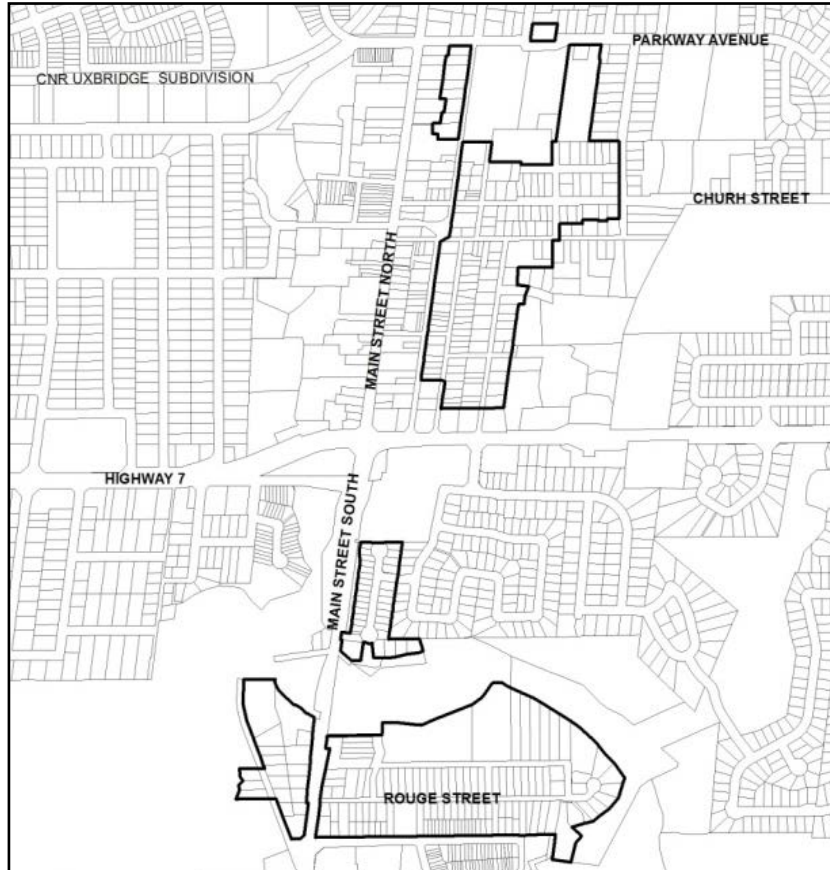 PARKWAY AVENUE
CNR UXBRIDGE SUBDIVISION
CHURH STREET
MAIN STREET NORTH
HIGHWAY 7
MAIN STREET SOUTH
ROUGE STREET